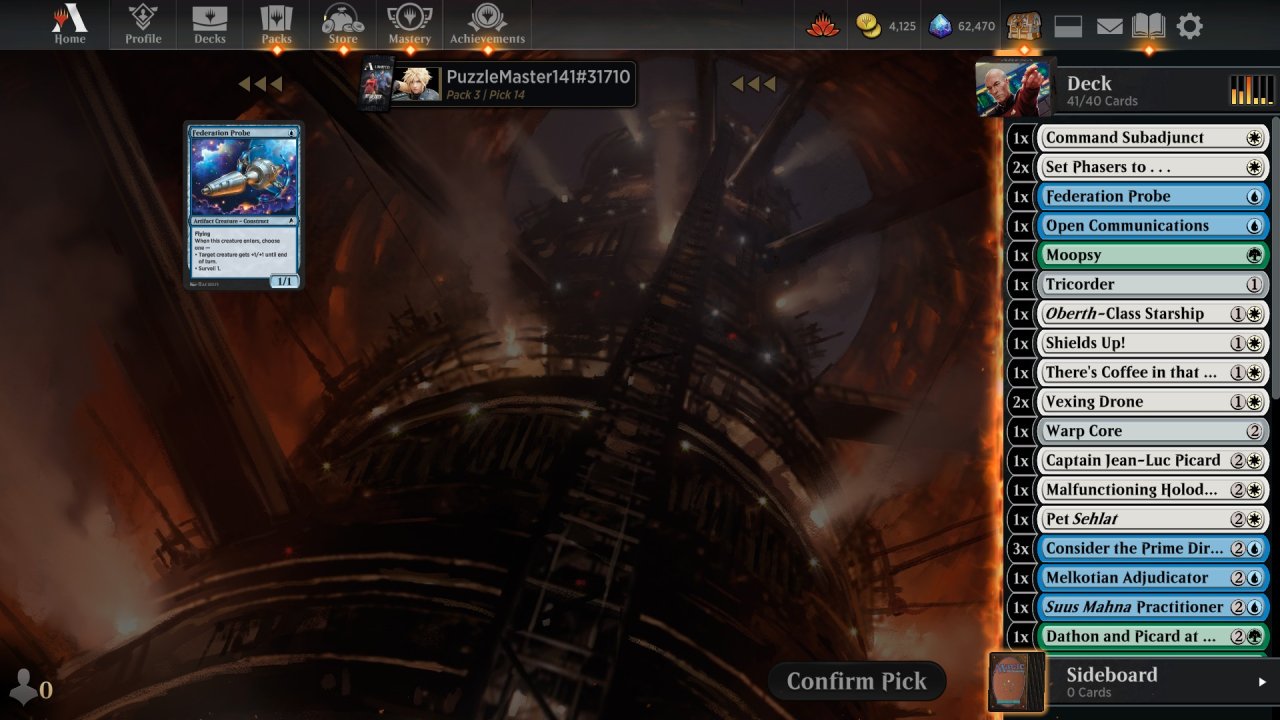 Home
Profile
Decks
Packs
Store
Mastery
Achievements
4,125
62,470
PuzzleMaster141#31710
Pack 3 | Pick 14
Deck
41/40 Cards
Federation Probe
Artifact Creature – Construct
Flying
When this creature enters, choose
one —
• Target creature gets +1/+1 until end
of turn.
• Surveil 1.
1/1
1x Command Subadjunct
2x Set Phasers to . . .
1x Federation Probe
1x Open Communications
1x Moopsy
1x Tricorder 1
1x Oberth-Class Starship 1
1x Shields Up! 1
1x There's Coffee in that ... 1
2x Vexing Drone 1
1x Warp Core 2
1x Captain Jean-Luc Picard 2
1x Malfunctioning Holod... 2
1x Pet Sehlat 2
3x Consider the Prime Dir... 2
1x Melkotian Adjudicator 2
1x Suus Mahna Practitioner 2
1x Dathon and Picard at ... 2
0
Confirm Pick
Sideboard
0 Cards